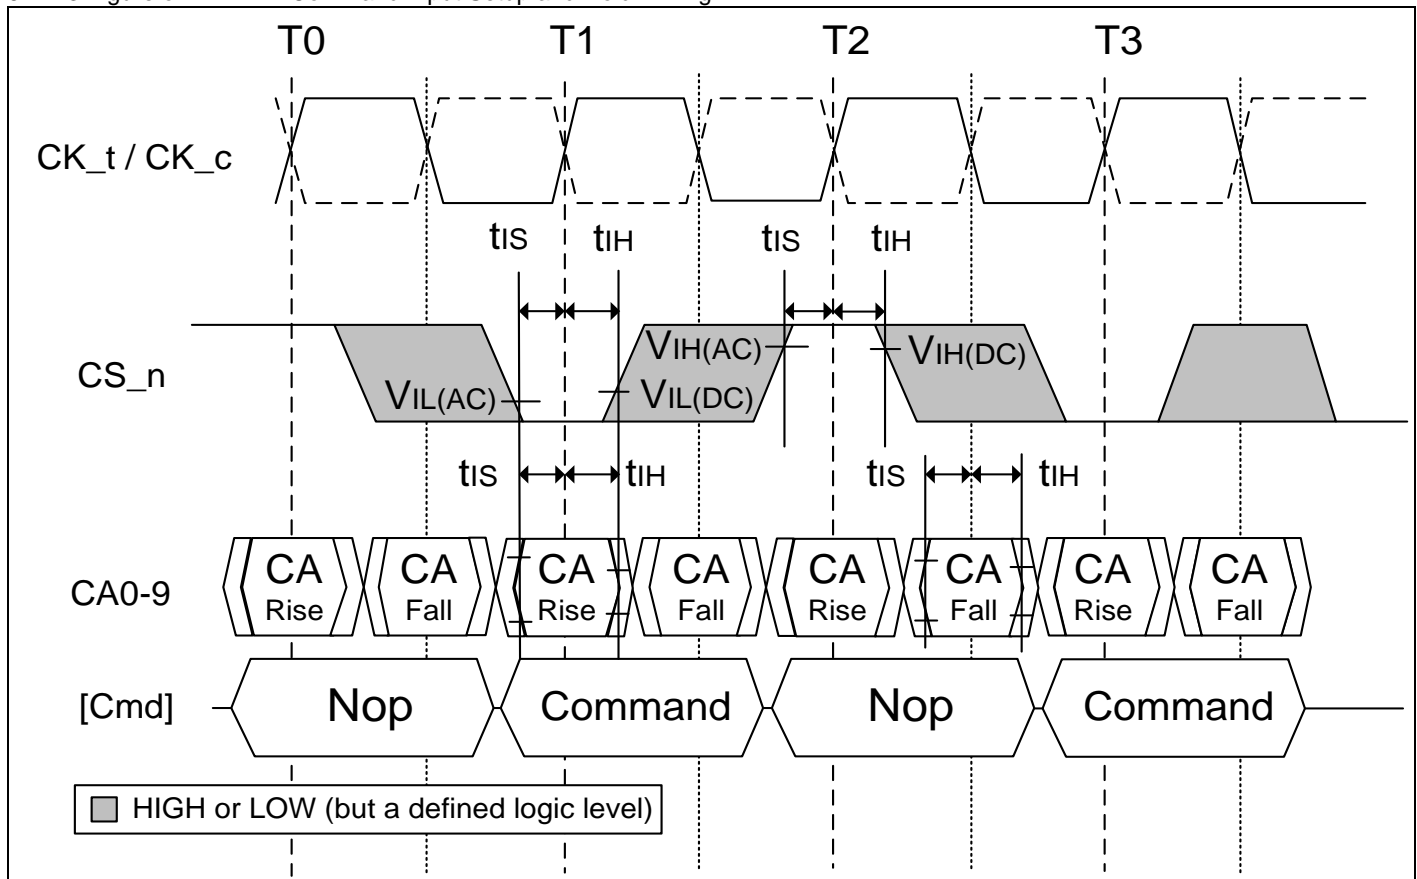 T0 T1 T2 T3
CK_t / CK_c
tIS tIH tIS tIH
CS_n
VIL(AC)
VIH(AC)
VIL(DC)
VIH(DC)
tIS tIH tIS tIH
CA0-9
CA Rise
CA Fall
CA Rise
CA Fall
CA Rise
CA Fall
CA Rise
CA Fall
[Cmd] Nop Command Nop Command
HIGH or LOW (but a defined logic level)